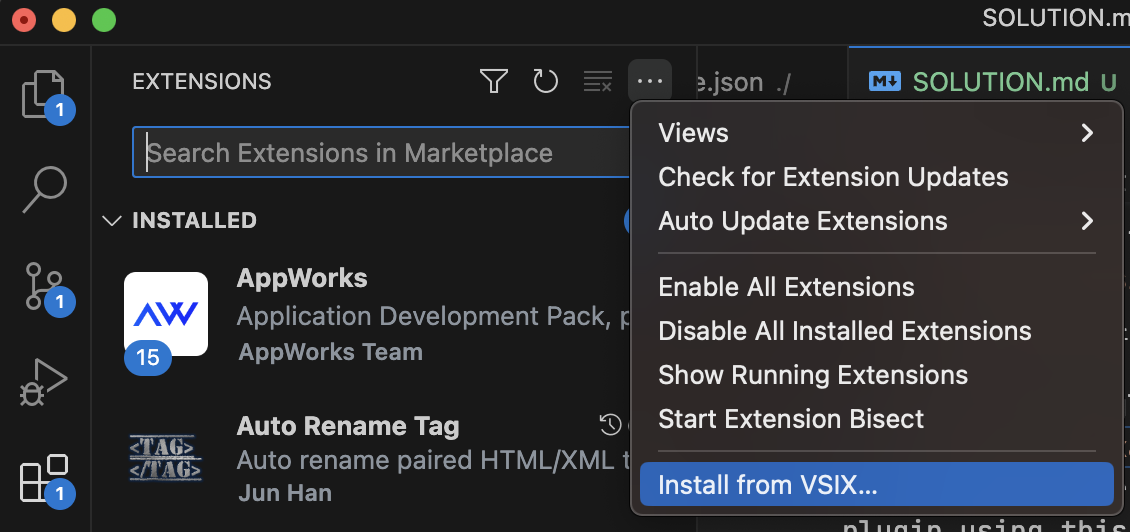 SOLUTION.m
EXTENSIONS
e.json ./
SOLUTION.md U
1
Search Extensions in Marketplace
INSTALLED
AppWorks
Application Development Pack, p
AppWorks Team
15
1
Auto Rename Tag
<TAG>
</TAG>
Auto rename paired HTML/XML t
Jun Han
1
Views
Check for Extension Updates
Auto Update Extensions
Enable All Extensions
Disable All Installed Extensions
Show Running Extensions
Start Extension Bisect
Install from VSIX...
plugin using this